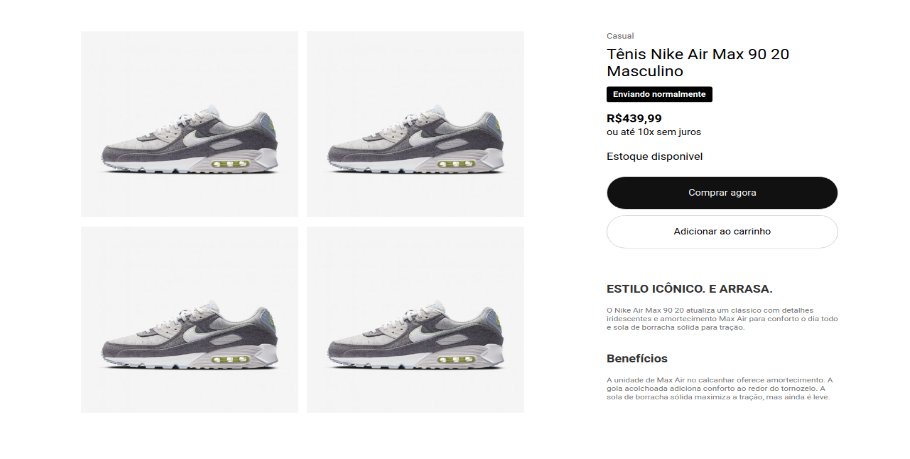 Casual
Tênis Nike Air Max 90 20
Masculino
Enviando normalmente
R$439,99
ou até 10x sem juros
Estoque disponivel
Comprar agora
Adicionar ao carrinho
ESTILO ICÔNICO. E ARRASA.
O Nike Air Max 90 20 atualiza um clássico com detalhes
iridescentes e amortecimento Max Air para conforto o dia todo
e sola de borracha sólida para tração.
Benefícios
A unidade de Max Air no calcanhar oferece amortecimento. A
gola acolchoada adiciona conforto ao redor do tornozelo. A
sola de borracha sólida maximiza a tração, mas ainda é leve.